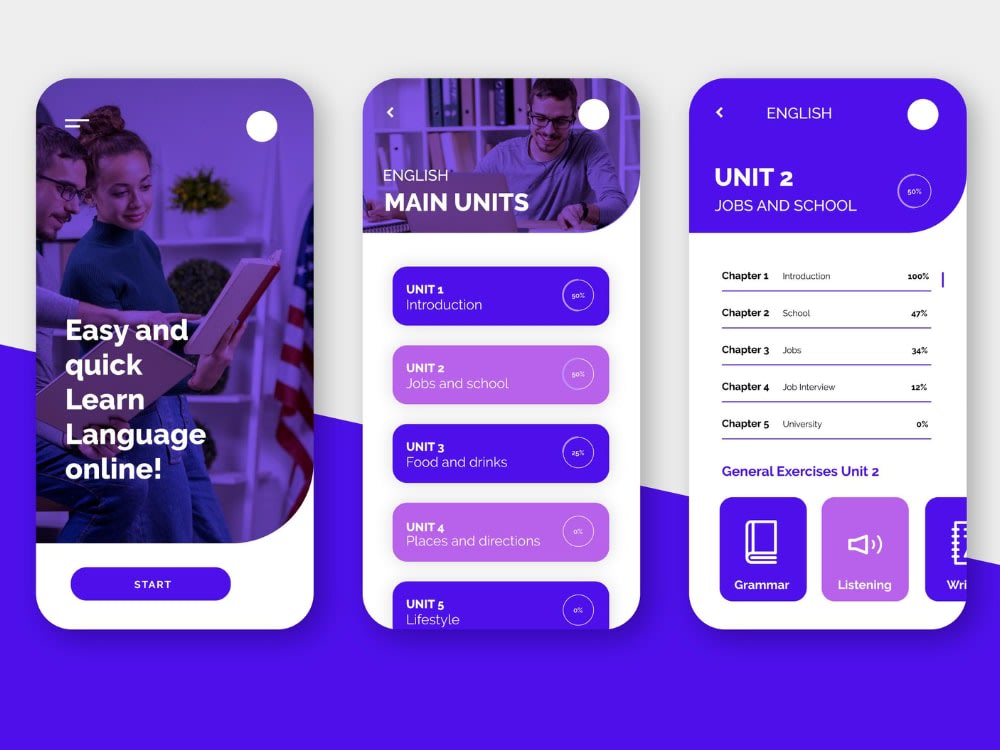 Easy and
quick
Learn
Language
online!
START
ENGLISH
MAIN UNITS
UNIT 1
Introduction
50%
UNIT 2
Jobs and school
50%
UNIT 3
Food and drinks
25%
UNIT 4
Places and directions
0%
UNIT 5
Lifestyle
0%
ENGLISH
UNIT 2
JOBS AND SCHOOL
50%
Chapter 1 Introduction 100%
Chapter 2 School 47%
Chapter 3 Jobs 34%
Chapter 4 Job Interview 12%
Chapter 5 University 0%
General Exercises Unit 2
Grammar
Listening
Wri